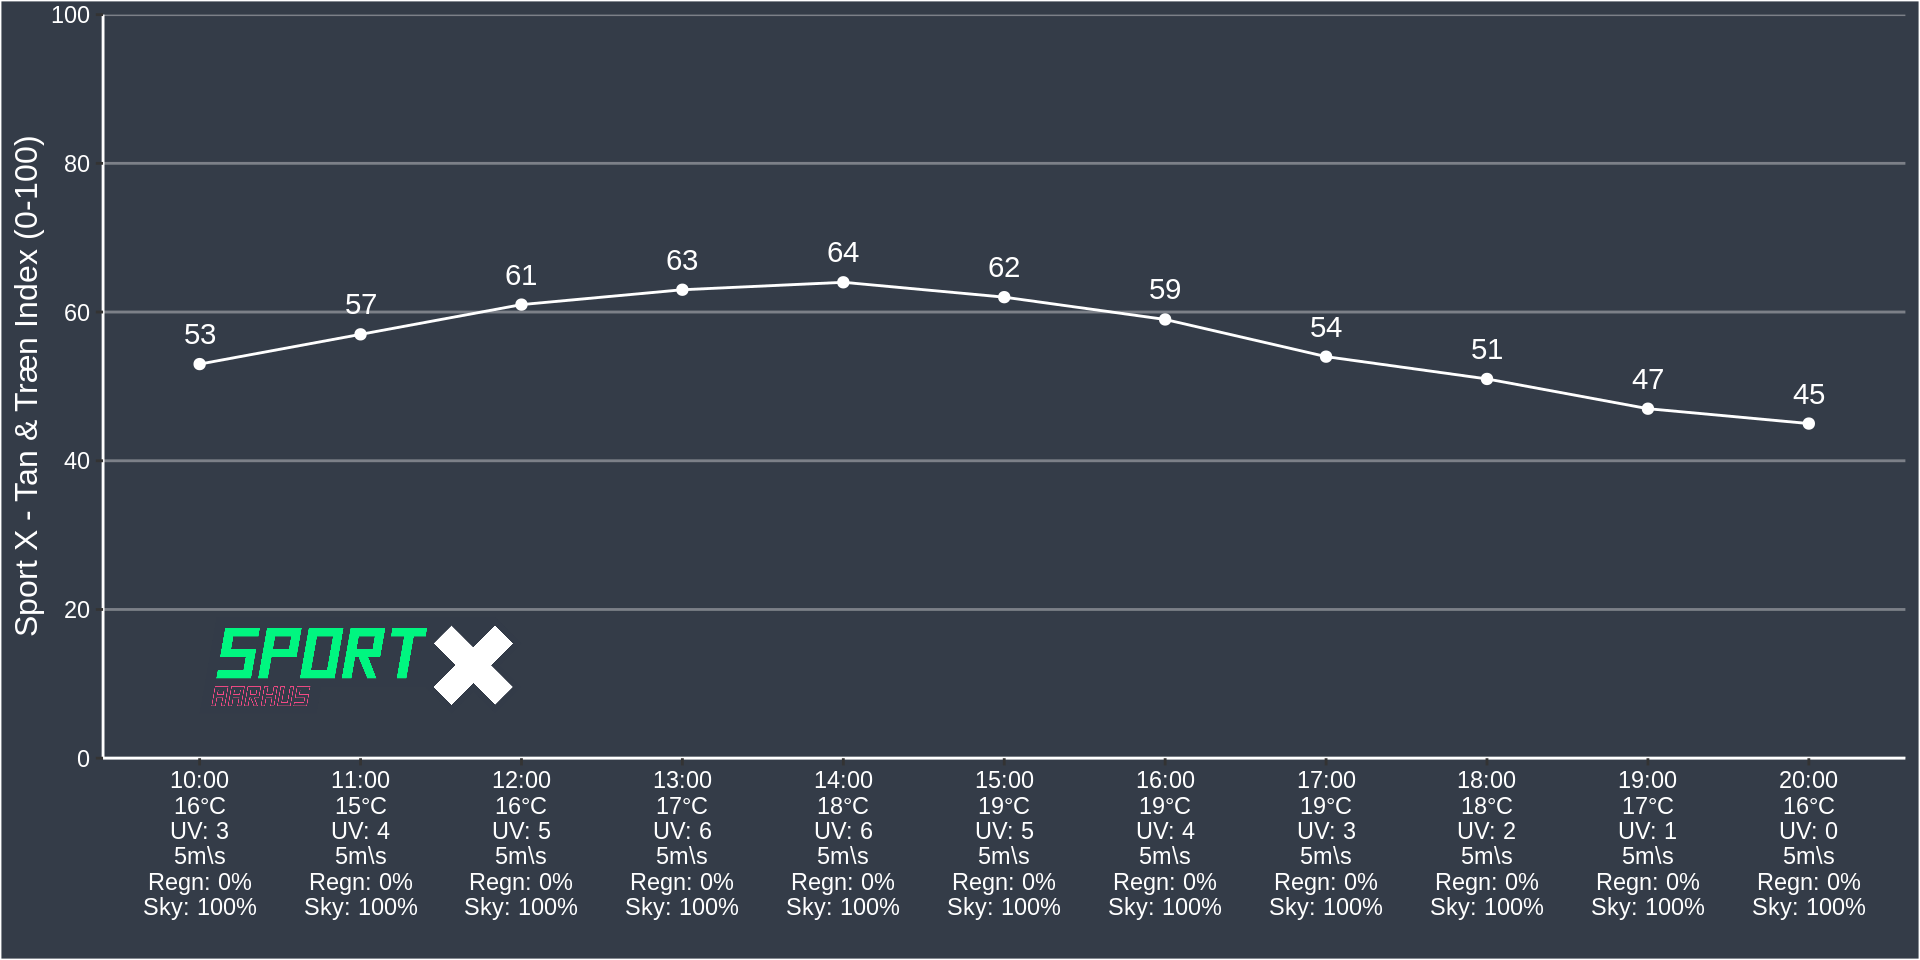 Sport X - Tan & Træn Index (0-100)
100
80
60
40
20
0
53
57
61
63
64
62
59
54
51
47
45
SPORT X
AARHUS
10:00 11:00 12:00 13:00 14:00 15:00 16:00 17:00 18:00 19:00 20:00
16°C 15°C 16°C 17°C 18°C 19°C 19°C 19°C 18°C 17°C 16°C
UV: 3 UV: 4 UV: 5 UV: 6 UV: 6 UV: 5 UV: 4 UV: 3 UV: 2 UV: 1 UV: 0
5m\s 5m\s 5m\s 5m\s 5m\s 5m\s 5m\s 5m\s 5m\s 5m\s 5m\s
Regn: 0% Regn: 0% Regn: 0% Regn: 0% Regn: 0% Regn: 0% Regn: 0% Regn: 0% Regn: 0% Regn: 0% Regn: 0%
Sky: 100% Sky: 100% Sky: 100% Sky: 100% Sky: 100% Sky: 100% Sky: 100% Sky: 100% Sky: 100% Sky: 100% Sky: 100%